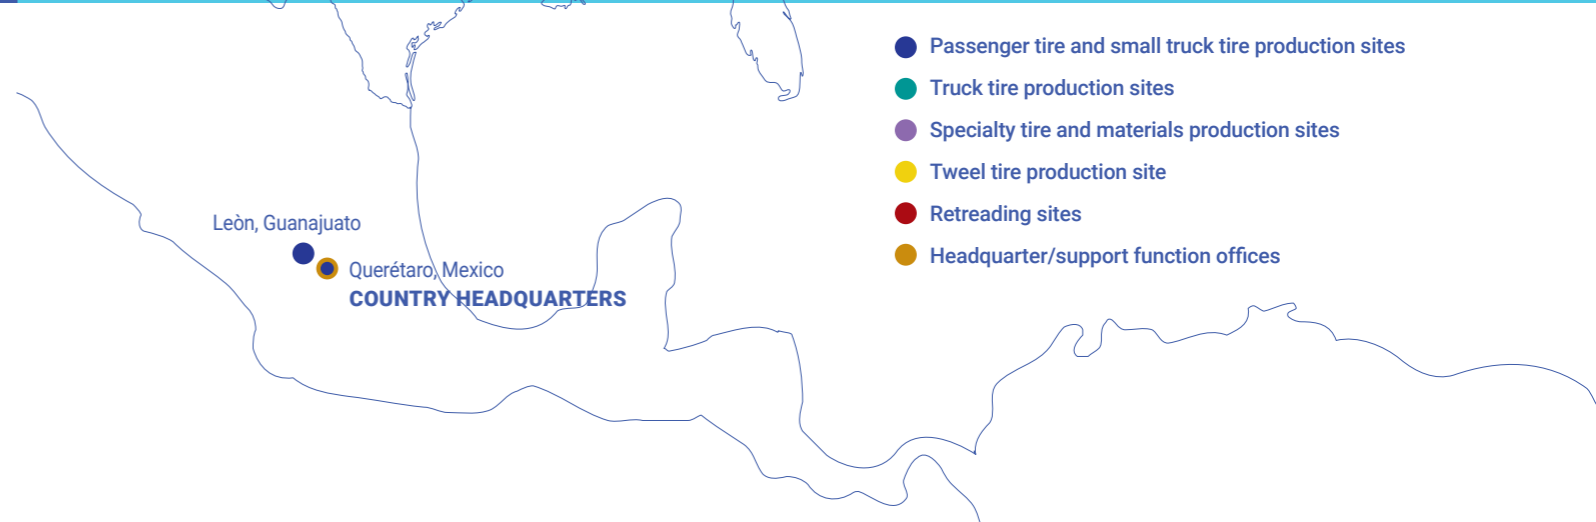 Passenger tire and small truck tire production sites
Truck tire production sites
Specialty tire and materials production sites
Tweel tire production site
Retreading sites
Headquarter/support function offices
Leòn, Guanajuato
Querétaro, Mexico
COUNTRY HEADQUARTERS